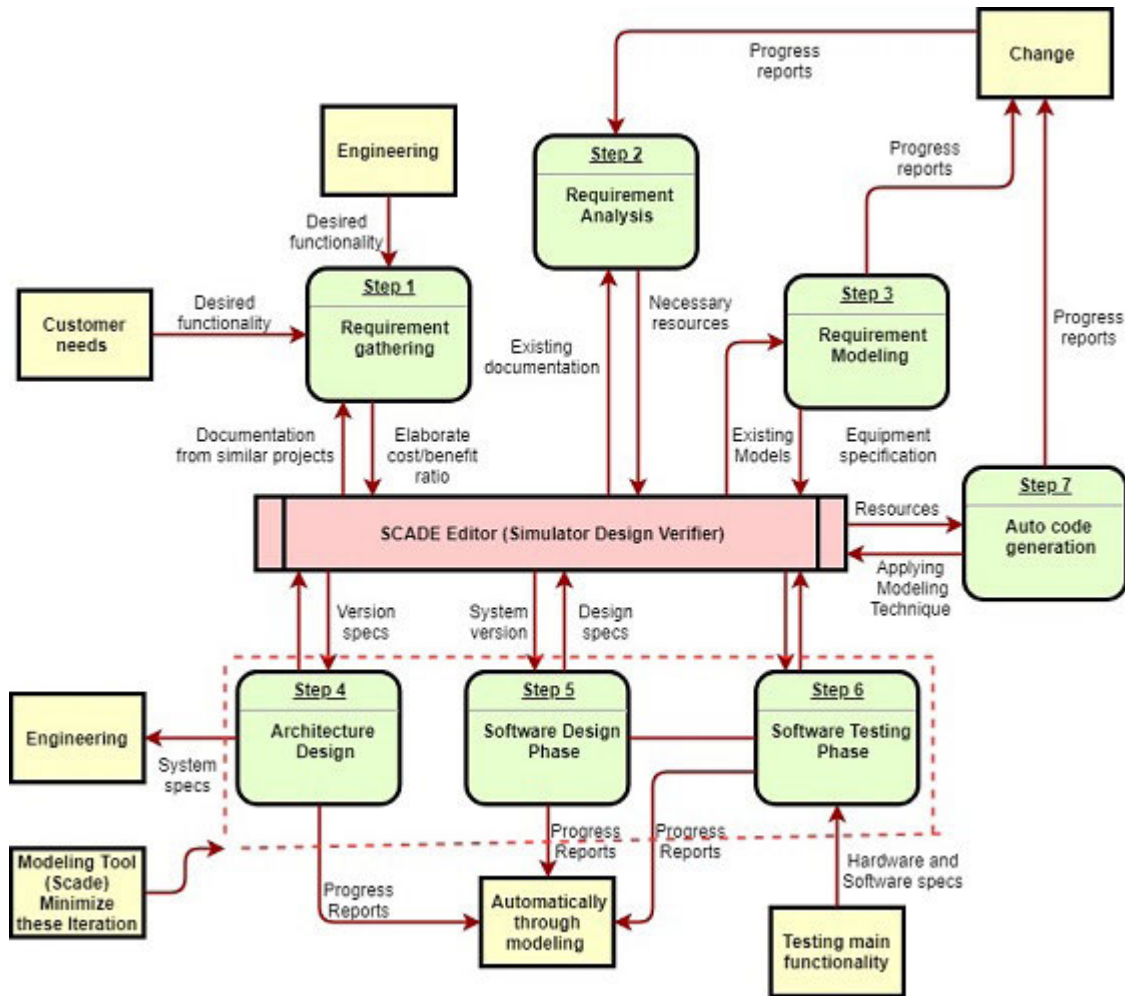 Change
Progress
reports
Engineering
Step 2
Requirement
Analysis
Progress
reports
Desired
functionality
Step 1
Requirement
gathering
Customer
needs
Desired
functionality
Necessary
resources
Step 3
Requirement
Modeling
Progress
reports
Existing
documentation
Documentation
from similar projects
Elaborate
cost/benefit
ratio
Existing
Models
Equipment
specification
Step 7
Auto code
generation
SCADE Editor (Simulator Design Verifier)
Resources
Applying
Modeling
Technique
Version
specs
System
version
Design
specs
Step 4
Architecture
Design
Step 5
Software Design
Phase
Step 6
Software Testing
Phase
Engineering
System
specs
Modeling Tool
(Scade)
Minimize
these Iteration
Progress
Reports
Progress
Reports
Progress
Reports
Hardware and
Software specs
Automatically
through
modeling
Testing main
functionality